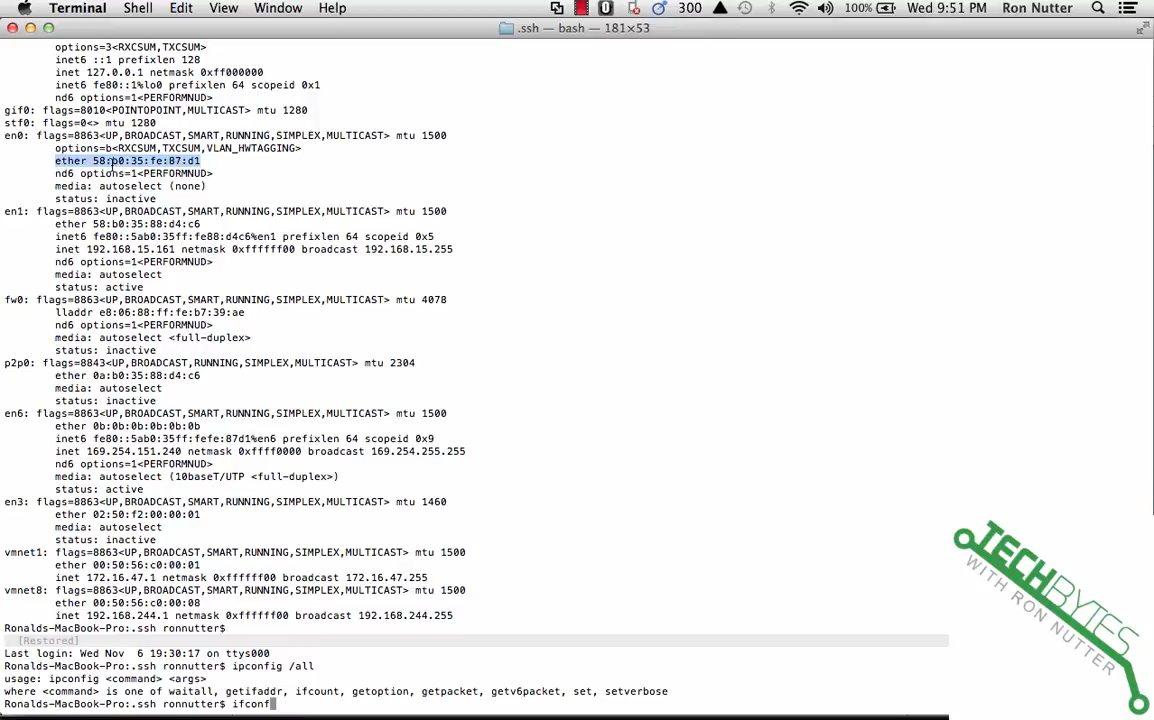 Terminal Shell Edit View Window Help 300 100% Wed 9:51 PM Ron Nutter
.ssh — bash — 181×53
options=3<RXCSUM,TXCSUM>
inet6 ::1 prefixlen 128
inet 127.0.0.1 netmask 0xff000000
inet6 fe80::1%lo0 prefixlen 64 scopeid 0x1
nd6 options=1<PERFORMNUD>
gif0: flags=8010<POINTOPOINT,MULTICAST> mtu 1280
stf0: flags=0<> mtu 1280
en0: flags=8863<UP,BROADCAST,SMART,RUNNING,SIMPLEX,MULTICAST> mtu 1500
options=b<RXCSUM,TXCSUM,VLAN_HWTAGGING>
ether 58:b0:35:fe:87:d1
nd6 options=1<PERFORMNUD>
media: autoselect (none)
status: inactive
en1: flags=8863<UP,BROADCAST,SMART,RUNNING,SIMPLEX,MULTICAST> mtu 1500
ether 58:b0:35:88:d4:c6
inet6 fe80::5ab0:35ff:fe88:d4c6%en1 prefixlen 64 scopeid 0x5
inet 192.168.15.161 netmask 0xffffff00 broadcast 192.168.15.255
nd6 options=1<PERFORMNUD>
media: autoselect
status: active
fw0: flags=8863<UP,BROADCAST,SMART,RUNNING,SIMPLEX,MULTICAST> mtu 4078
lladdr e8:06:88:ff:fe:b7:39:ae
nd6 options=1<PERFORMNUD>
media: autoselect <full-duplex>
status: inactive
p2p0: flags=8843<UP,BROADCAST,RUNNING,SIMPLEX,MULTICAST> mtu 2304
ether 0a:b0:35:88:d4:c6
media: autoselect
status: inactive
en6: flags=8863<UP,BROADCAST,SMART,RUNNING,SIMPLEX,MULTICAST> mtu 1500
ether 0b:0b:0b:0b:0b:0b
inet6 fe80::5ab0:35ff:fefe:87d1%en6 prefixlen 64 scopeid 0x9
inet 169.254.151.240 netmask 0xffff0000 broadcast 169.254.255.255
nd6 options=1<PERFORMNUD>
media: autoselect (10baseT/UTP <full-duplex>)
status: active
en3: flags=8863<UP,BROADCAST,SMART,RUNNING,SIMPLEX,MULTICAST> mtu 1460
ether 02:50:f2:00:00:01
media: autoselect
status: inactive
vmnet1: flags=8863<UP,BROADCAST,SMART,RUNNING,SIMPLEX,MULTICAST> mtu 1500
ether 00:50:56:c0:00:01
inet 172.16.47.1 netmask 0xffffff00 broadcast 172.16.47.255
vmnet8: flags=8863<UP,BROADCAST,SMART,RUNNING,SIMPLEX,MULTICAST> mtu 1500
ether 00:50:56:c0:00:08
inet 192.168.244.1 netmask 0xffffff00 broadcast 192.168.244.255
Ronalds-MacBook-Pro:.ssh ronnutter$
[Restored]
Last login: Wed Nov  6 19:30:17 on ttys000
Ronalds-MacBook-Pro:.ssh ronnutter$ ipconfig /all
usage: ipconfig <command> <args>
where <command> is one of waitall, getifaddr, ifcount, getoption, getpacket, getv6packet, set, setverbose
Ronalds-MacBook-Pro:.ssh ronnutter$ ifconf
TECHBYTES
WITH RON NUTTER